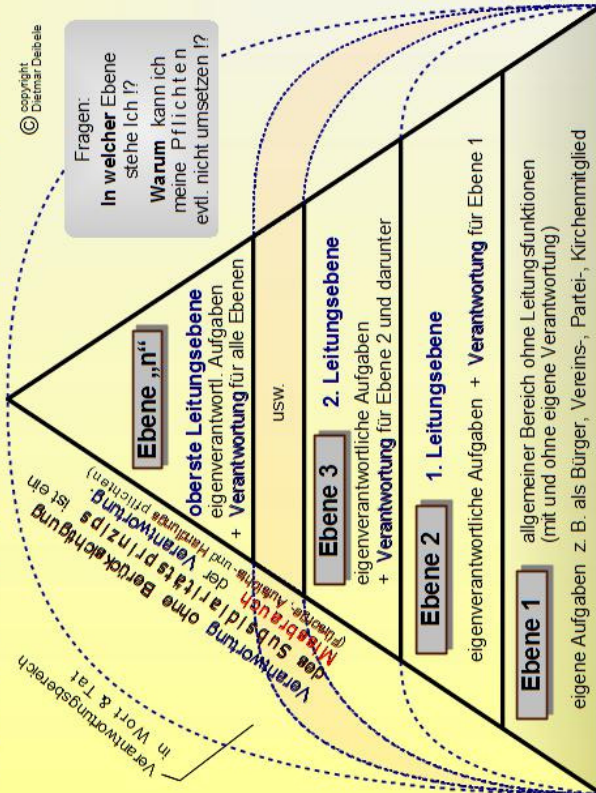 © copyright
Dietmar Deibele
Fragen:
In welcher Ebene
stehe Ich !?
Warum kann ich
meine Pflichten
evtl. nicht umsetzen !?
Verantwortungsbereich
in Wort & Tat
Verantwortung ohne Berücksichtigung
des Subsidiaritätsprinzips ist ein
Missbrauch der Verantwortung.
(Fürsorge-, Aufsichts- und Handlungspflichten)
Ebene „n“
oberste Leitungsebene
eigenverantwortl. Aufgaben
+ Verantwortung für alle Ebenen
usw.
Ebene 3 2. Leitungsebene
eigenverantwortliche Aufgaben
+ Verantwortung für Ebene 2 und darunter
Ebene 2 1. Leitungsebene
eigenverantwortliche Aufgaben + Verantwortung für Ebene 1
Ebene 1 allgemeiner Bereich ohne Leitungsfunktionen
(mit und ohne eigene Verantwortung)
eigene Aufgaben z. B. als Bürger, Vereins-, Partei-, Kirchenmitglied